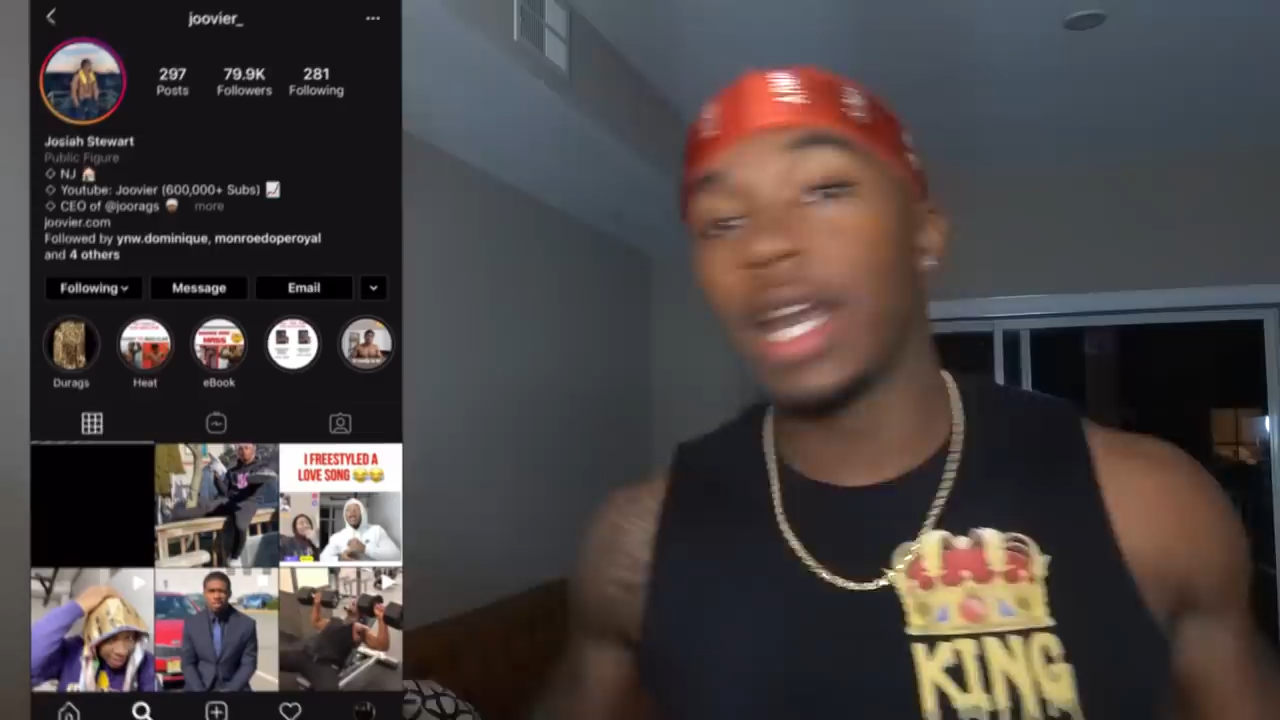 joovier_
297
79.9K
281
Posts
Followers
Following
Josiah Stewart
Public Figure
◇ NJ 🏠
◇ Youtube: Joovier (600,000+ Subs) 📈
◇ CEO of @joorags 👳🏾 more
joovier.com
Followed by ynw.dominique, monroedoperoyal
and 4 others
Following
Message
Email
Durags
Heat
eBook
I FREESTYLED A
LOVE SONG 😂😂
KING